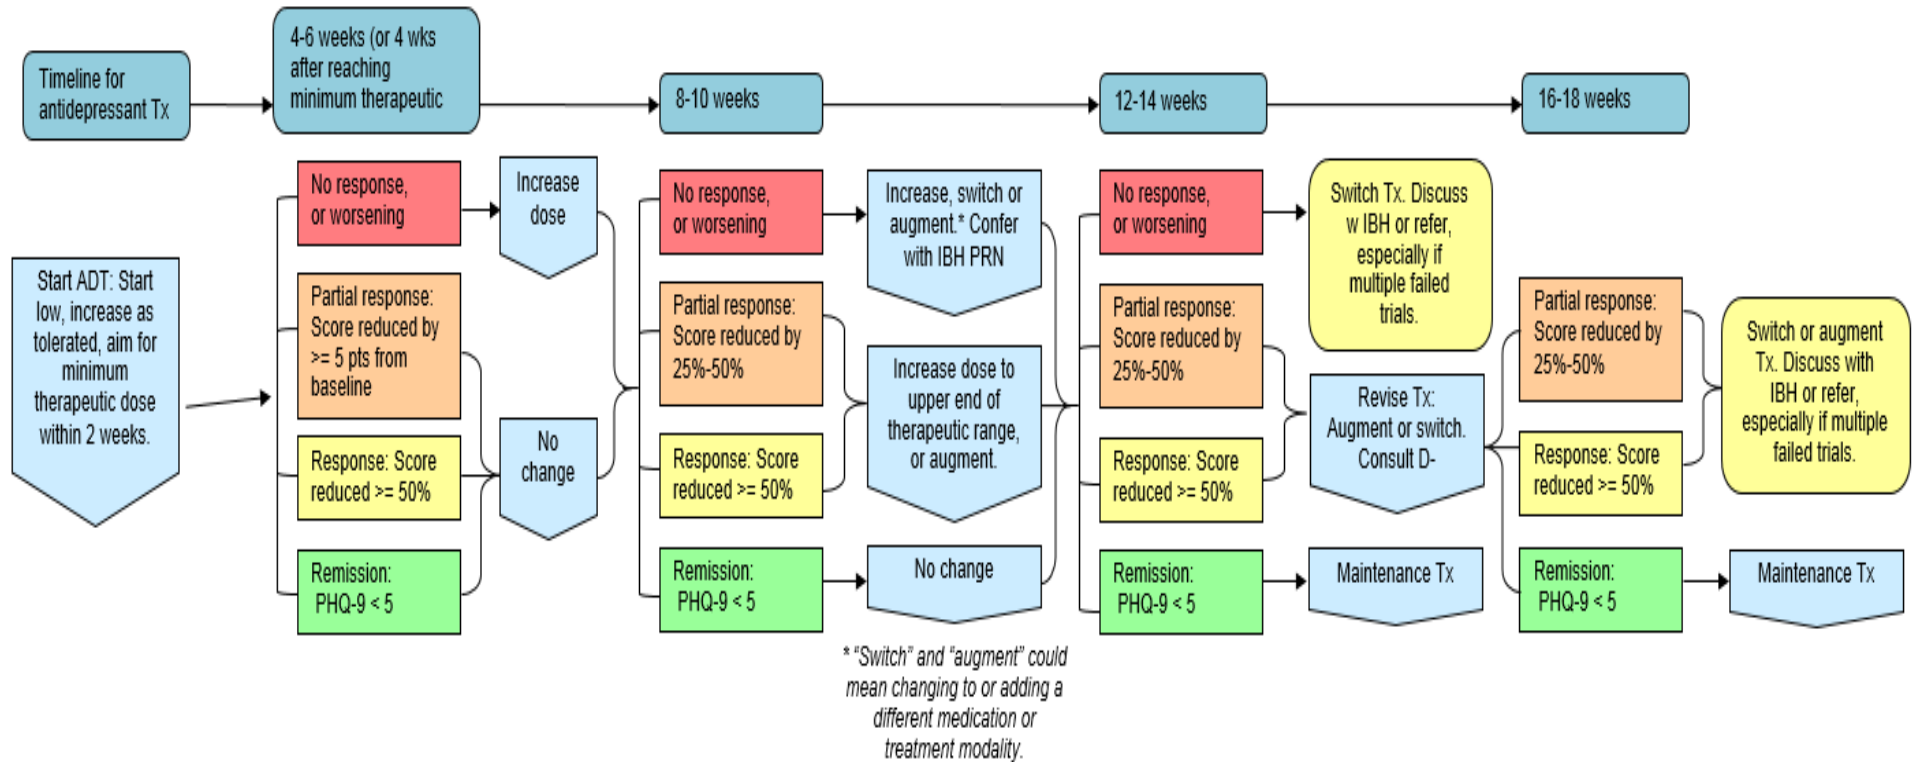 Timeline for
antidepressant Tx
4-6 weeks (or 4 wks
after reaching
minimum therapeutic
8-10 weeks
12-14 weeks
16-18 weeks
Start ADT: Start
low, increase as
tolerated, aim for
minimum
therapeutic dose
within 2 weeks.
No response,
or worsening
Partial response:
Score reduced by
>= 5 pts from
baseline
Response: Score
reduced >= 50%
Remission:
PHQ-9 < 5
Increase
dose
No
change
No response,
or worsening
Partial response:
Score reduced by
25%-50%
Response: Score
reduced >= 50%
Remission:
PHQ-9 < 5
Increase, switch or
augment.* Confer
with IBH PRN
Increase dose to
upper end of
therapeutic range,
or augment.
No change
* "Switch" and "augment" could
mean changing to or adding a
different medication or
treatment modality.
No response,
or worsening
Partial response:
Score reduced by
25%-50%
Response: Score
reduced >= 50%
Remission:
PHQ-9 < 5
Switch Tx. Discuss
w IBH or refer,
especially if
multiple failed
trials.
Revise Tx:
Augment or switch.
Consult D-
Maintenance Tx
Partial response:
Score reduced by
25%-50%
Response: Score
reduced >= 50%
Remission:
PHQ-9 < 5
Switch or augment
Tx. Discuss with
IBH or refer,
especially if multiple
failed trials.
Maintenance Tx